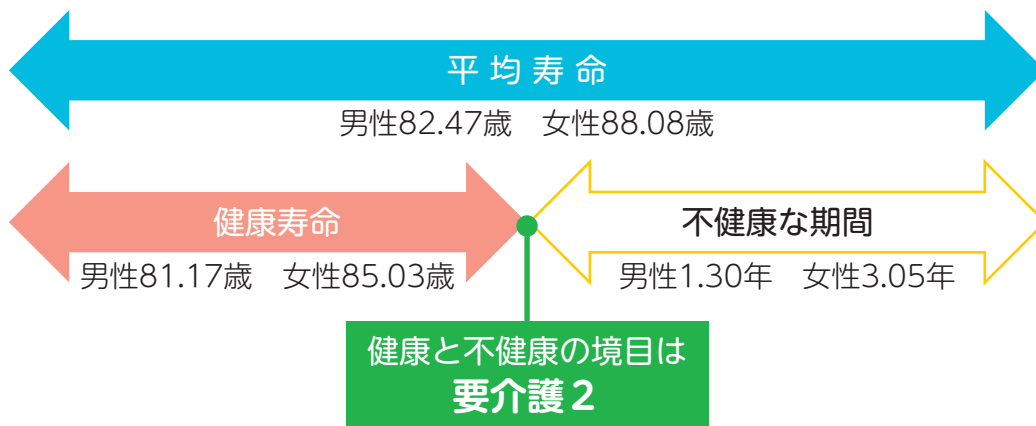 平均寿命
男性82.47歳　女性88.08歳
健康寿命
男性81.17歳　女性85.03歳
不健康な期間
男性1.30年　女性3.05年
健康と不健康の境目は
要介護２